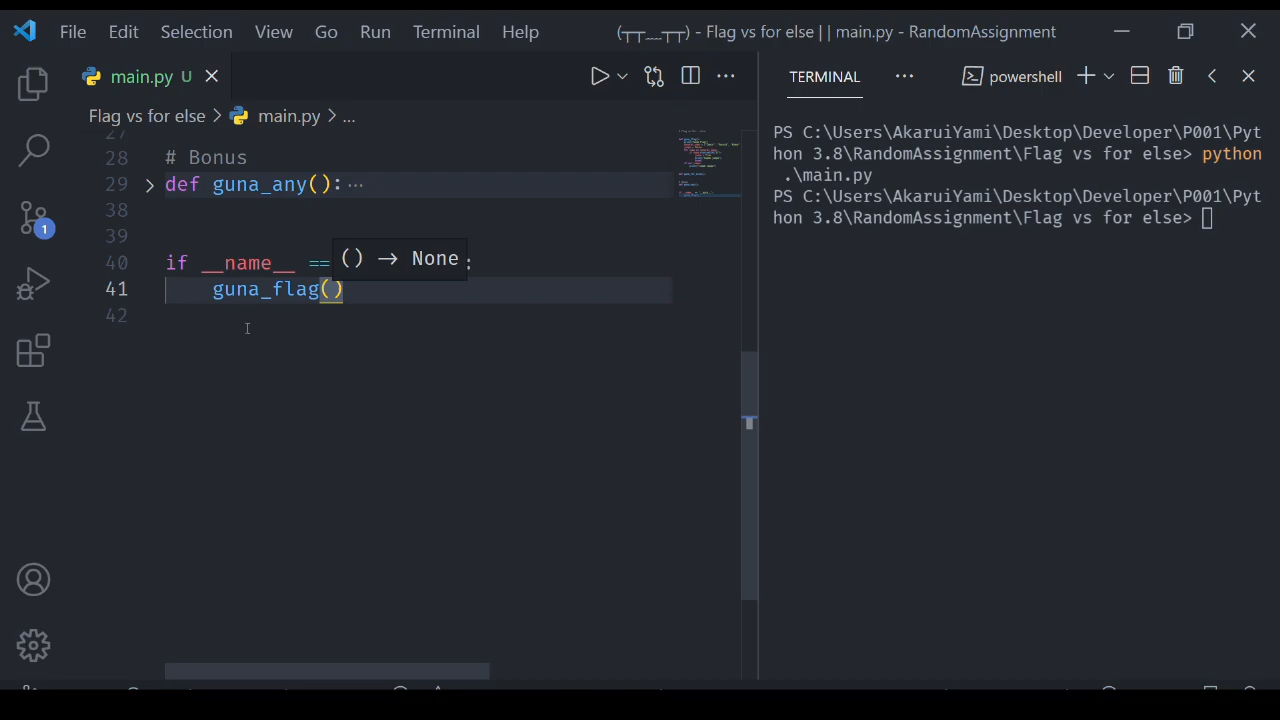 File Edit Selection View Go Run Terminal Help
(┬┬﹏┬┬) - Flag vs for else | | main.py - RandomAssignment
main.py U
Flag vs for else > main.py > ...
27
28 # Bonus
29 def guna_any(): ...
38
39
40 if __name__ == :
() → None
41 guna_flag()
42
1
TERMINAL
powershell
PS C:\Users\AkaruiYami\Desktop\Developer\P001\Pyt
hon 3.8\RandomAssignment\Flag vs for else> python
.\main.py
PS C:\Users\AkaruiYami\Desktop\Developer\P001\Pyt
hon 3.8\RandomAssignment\Flag vs for else>